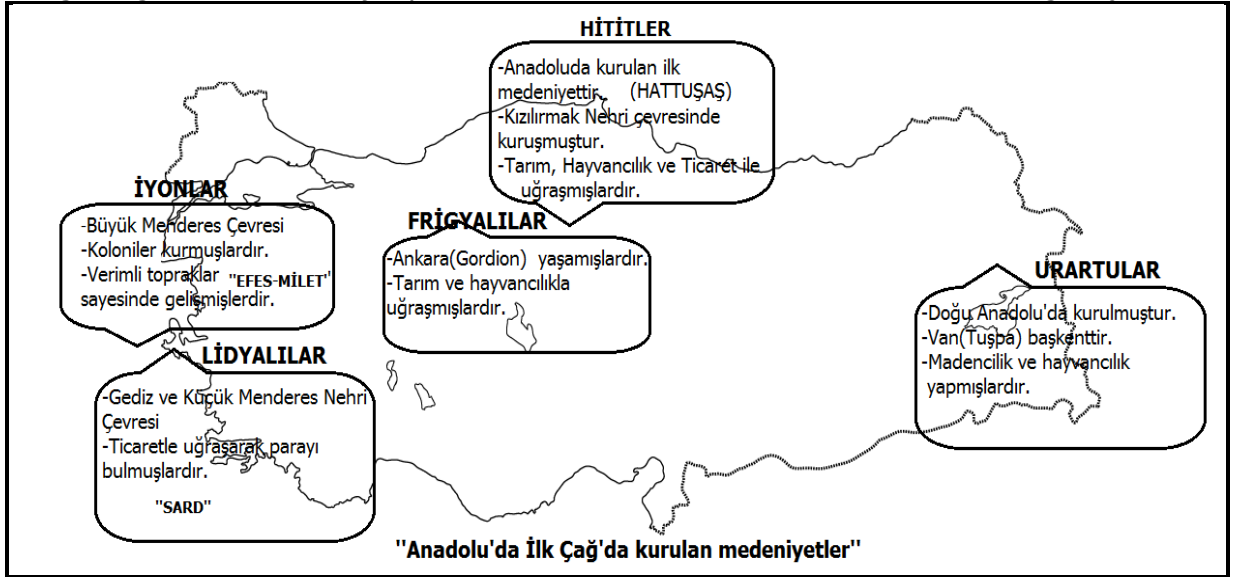 HİTİTLER
-Anadoluda kurulan ilk
medeniyettir. (HATTUŞAŞ)
-Kızılırmak Nehri çevresinde
kuruşmuştur.
-Tarım, Hayvancılık ve Ticaret ile
uğraşmışlardır.
İYONLAR
-Büyük Menderes Çevresi
-Koloniler kurmuşlardır.
-Verimli topraklar "EFES-MİLET"
sayesinde gelişmişlerdir.
FRİGYALILAR
-Ankara(Gordion) yaşamışlardır.
-Tarım ve hayvancılıkla
uğraşmışlardır.
URARTULAR
-Doğu Anadolu'da kurulmuştur.
-Van(Tuşba) başkenttir.
-Madencilik ve hayvancılık
yapmışlardır.
LİDYALILAR
-Gediz ve Küçük Menderes Nehri
Çevresi
-Ticaretle uğraşarak parayı
bulmuşlardır.
"SARD"
"Anadolu'da İlk Çağ'da kurulan medeniyetler"